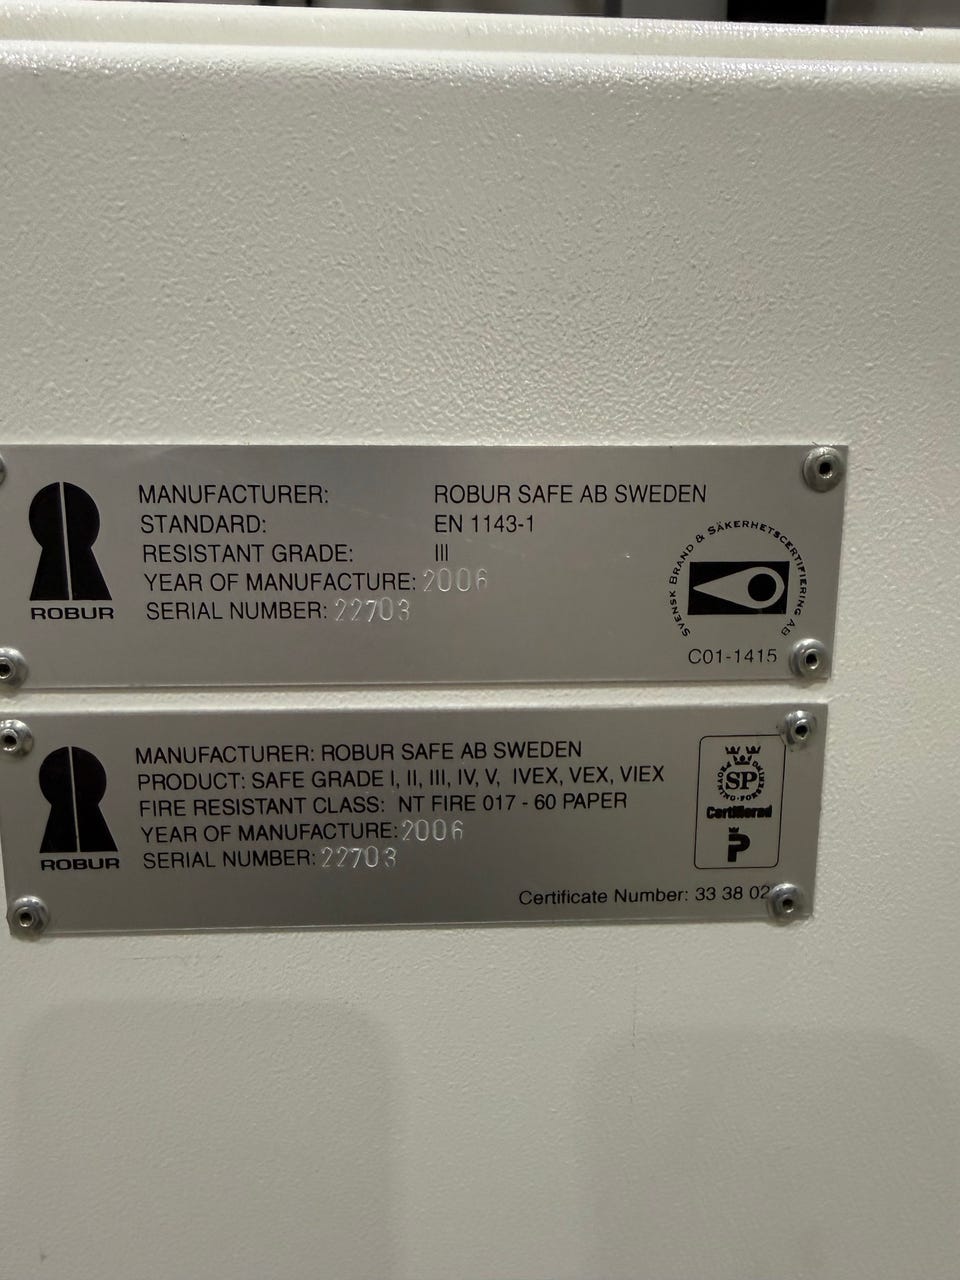 MANUFACTURER: ROBUR SAFE AB SWEDEN
STANDARD: EN 1143-1
RESISTANT GRADE: III
YEAR OF MANUFACTURE: 2006
SERIAL NUMBER: 22703
ROBUR
SVENSK BRAND & SÄKERHETSCERTIFIERING AB
C01-1415
MANUFACTURER: ROBUR SAFE AB SWEDEN
PRODUCT: SAFE GRADE I, II, III, IV, V, IVEX, VEX, VIEX
FIRE RESISTANT CLASS: NT FIRE 017 - 60 PAPER
YEAR OF MANUFACTURE: 2006
SERIAL NUMBER: 22703
ROBUR
PROVNING·FORSKNING
SP
Certifierad
P
Certificate Number: 33 38 02